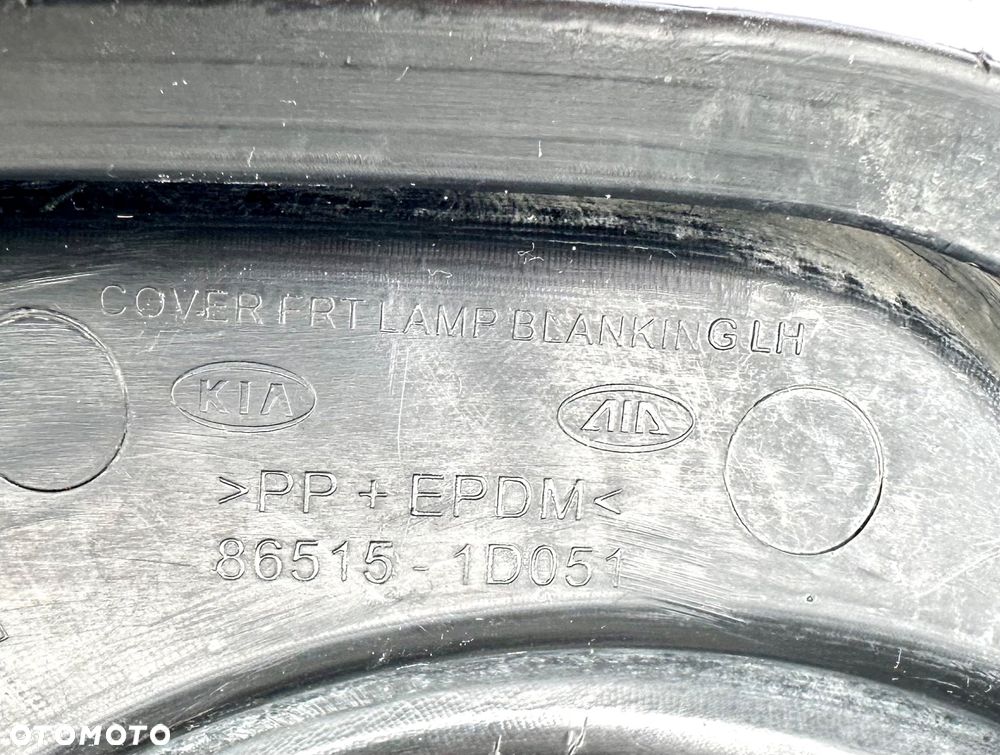 COVER FRT LAMP BLANKING LH
KIA
>PP + EPDM<
86515 - 1D051
OTOMOTO